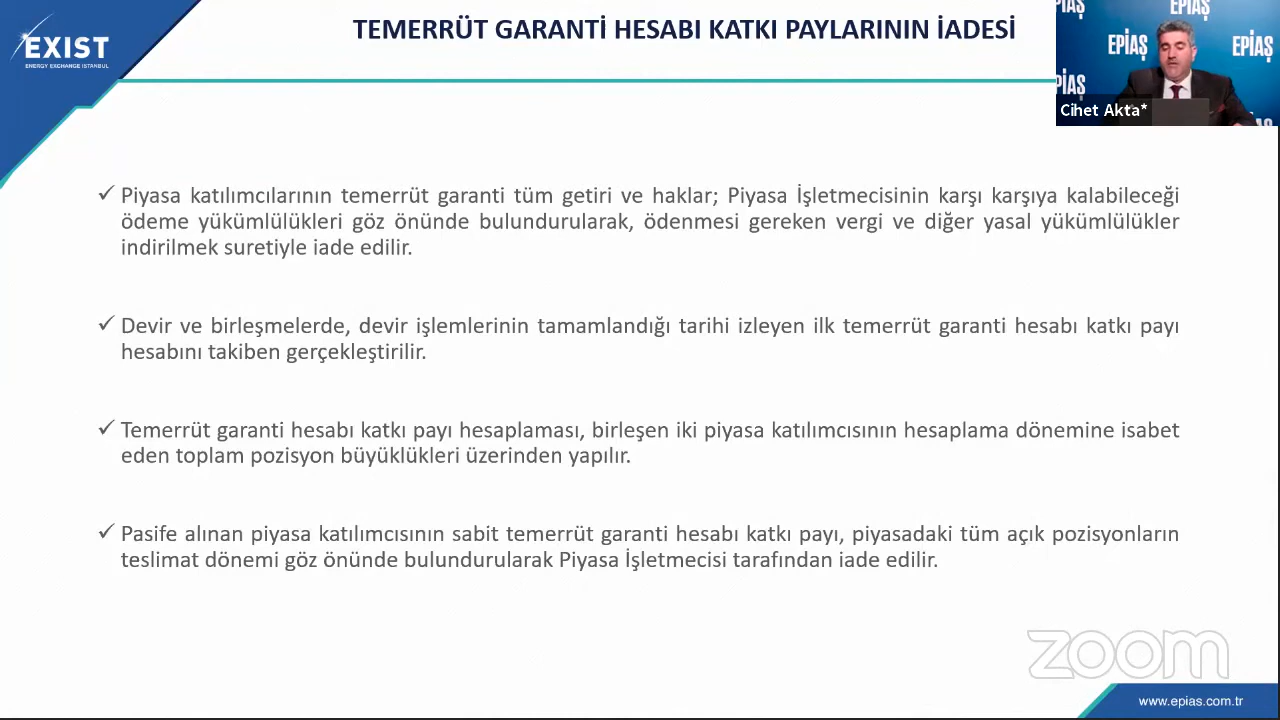 TEMERRÜT GARANTİ HESABI KATKI PAYLARININ İADESİ
EXIST
ENERGY EXCHANGE ISTANBUL
EPİAŞ
EPİAŞ
Cihet Akta*
✓ Piyasa katılımcılarının temerrüt garanti tüm getiri ve haklar; Piyasa İşletmecisinin karşı karşıya kalabileceği
ödeme yükümlülükleri göz önünde bulundurularak, ödenmesi gereken vergi ve diğer yasal yükümlülükler
indirilmek suretiyle iade edilir.
✓ Devir ve birleşmelerde, devir işlemlerinin tamamlandığı tarihi izleyen ilk temerrüt garanti hesabı katkı payı
hesabını takiben gerçekleştirilir.
✓ Temerrüt garanti hesabı katkı payı hesaplaması, birleşen iki piyasa katılımcısının hesaplama dönemine isabet
eden toplam pozisyon büyüklükleri üzerinden yapılır.
✓ Pasife alınan piyasa katılımcısının sabit temerrüt garanti hesabı katkı payı, piyasadaki tüm açık pozisyonların
teslimat dönemi göz önünde bulundurularak Piyasa İşletmecisi tarafından iade edilir.
zoom
www.epias.com.tr